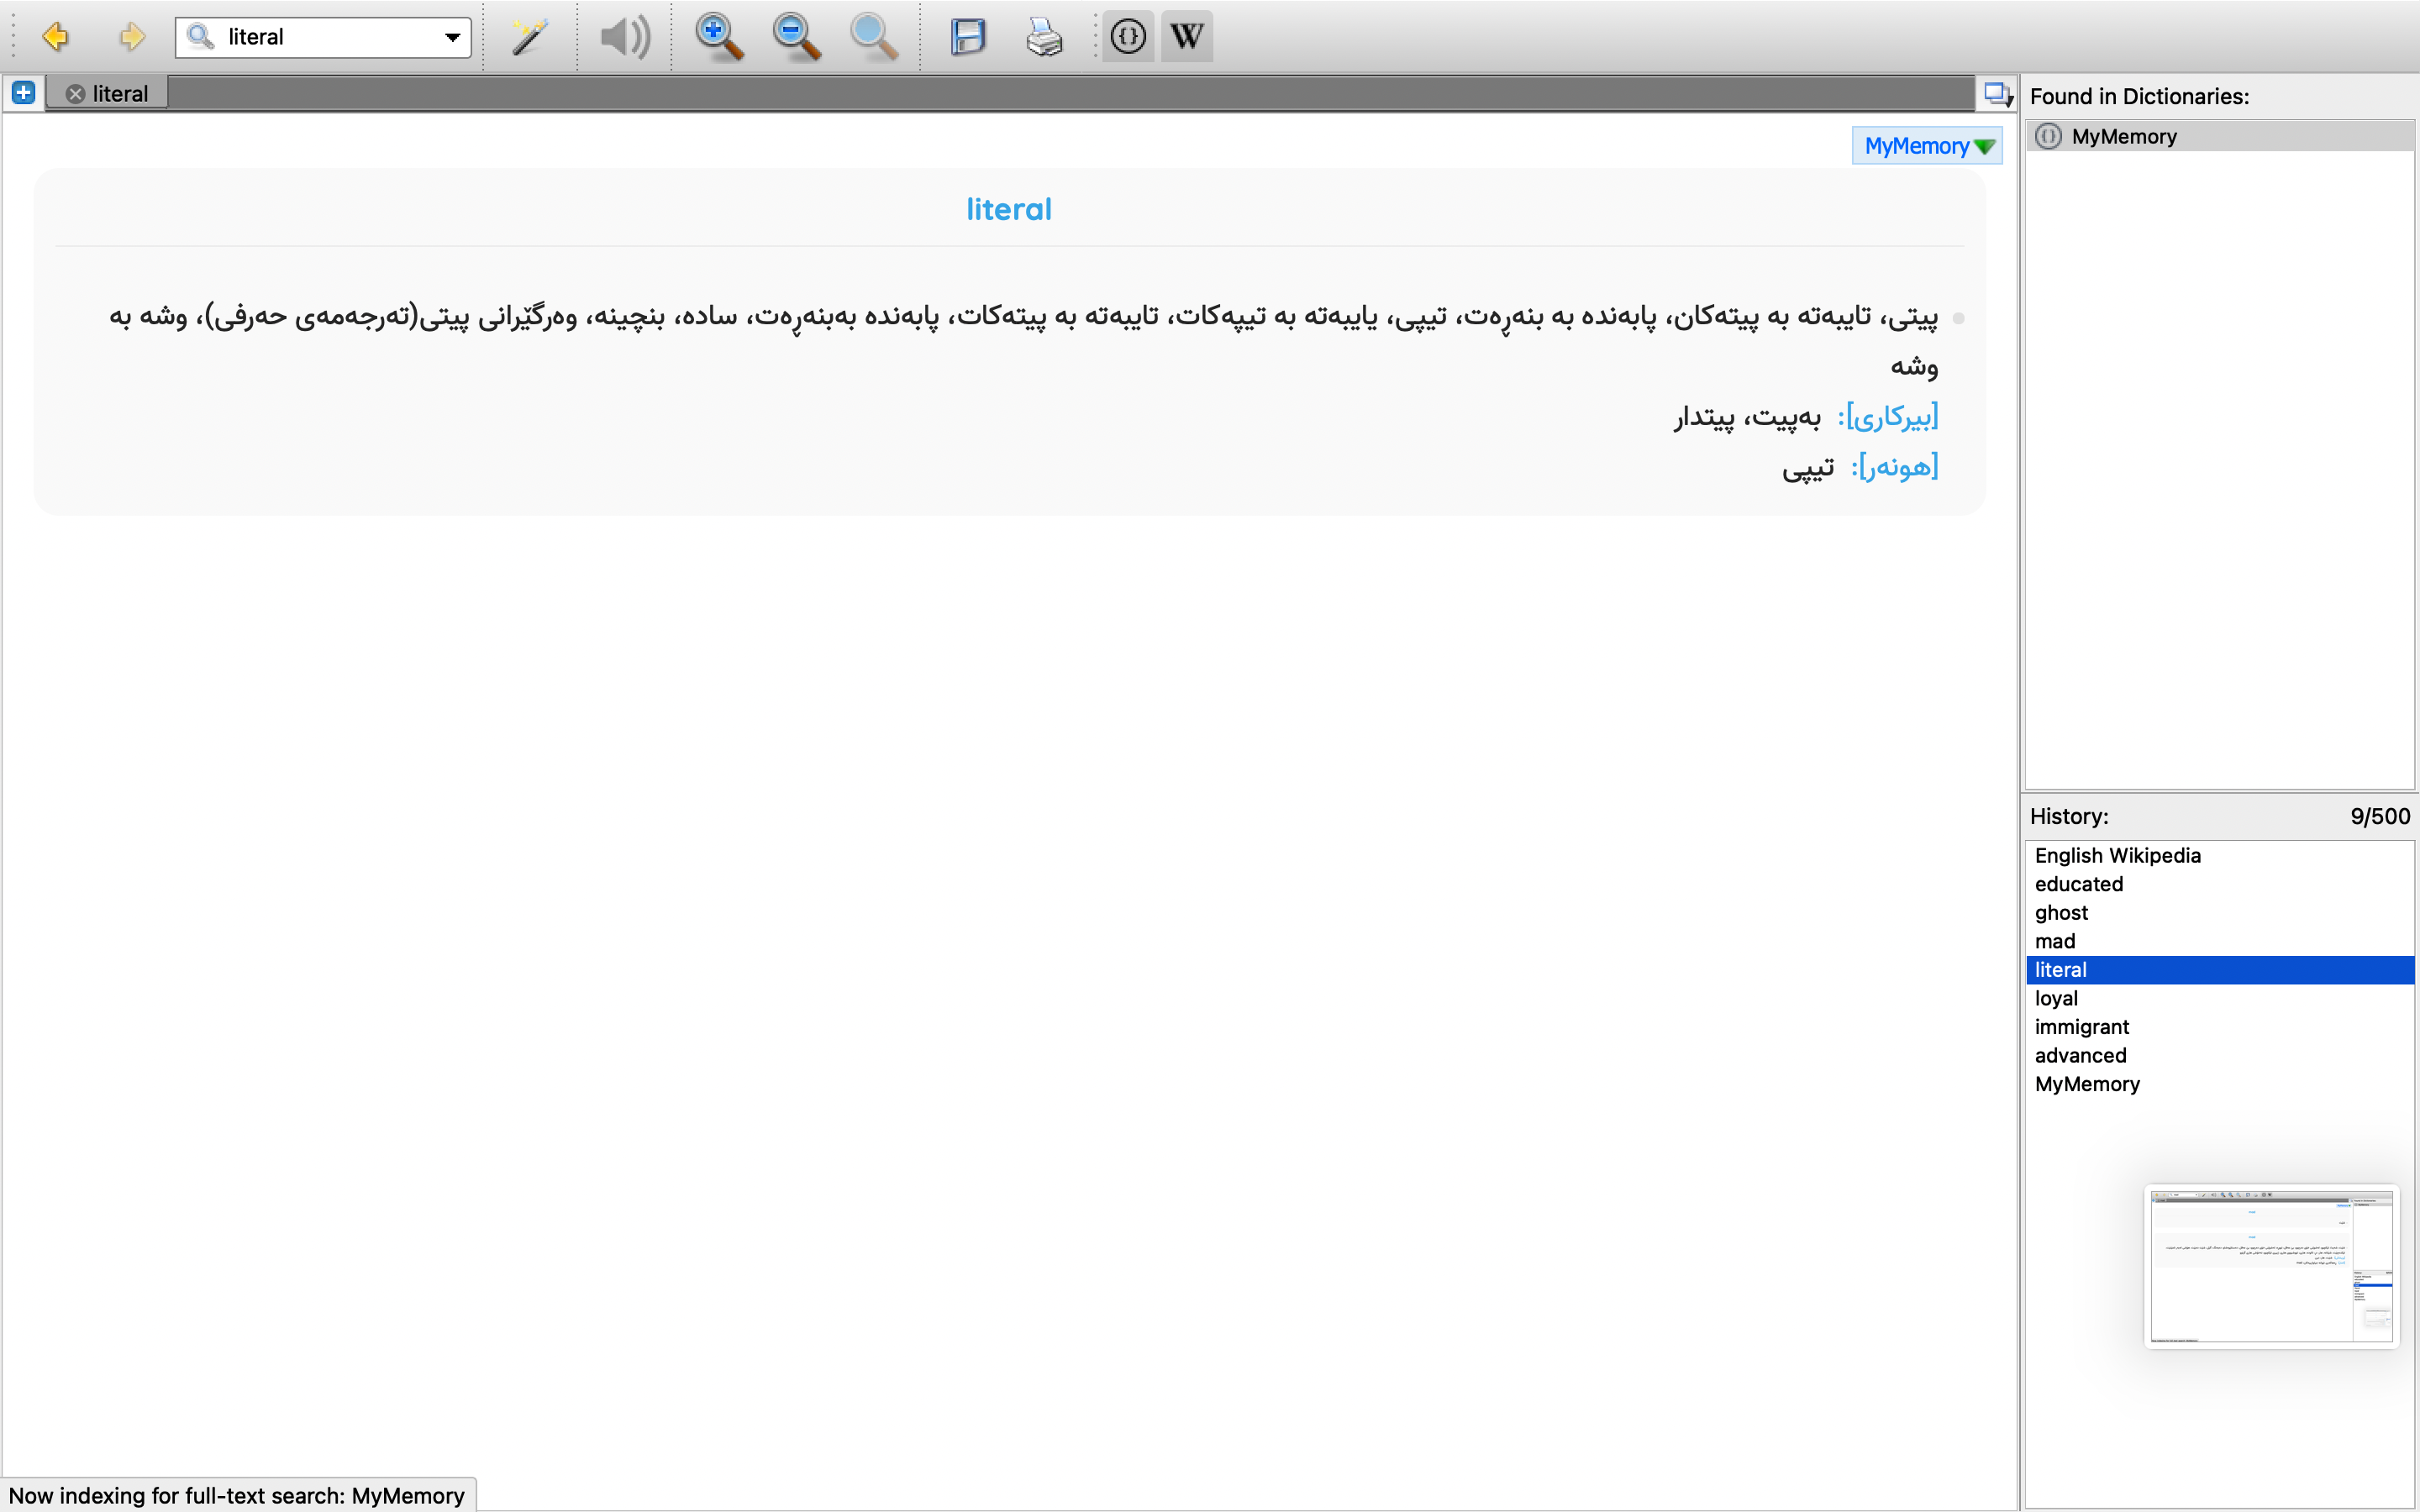 literal
W
literal
Found in Dictionaries:
MyMemory
MyMemory
literal
پیتی، تایبەتە بە پیتەکان، پابەندە بە بنەڕەت، تیپی، یایبەتە بە تیپەکات، تایبەتە بە پیتەکات، پابەندە بەبنەڕەت، سادە، بنچینە، وەرگێڕانی پیتی(تەرجەمەی حەرفی)، وشە بە
وشە
[بیرکاری]: بەپیت، پیتدار
[هونەر]: تیپی
History: 9/500
English Wikipedia
educated
ghost
mad
literal
loyal
immigrant
advanced
MyMemory
Now indexing for full-text search: MyMemory